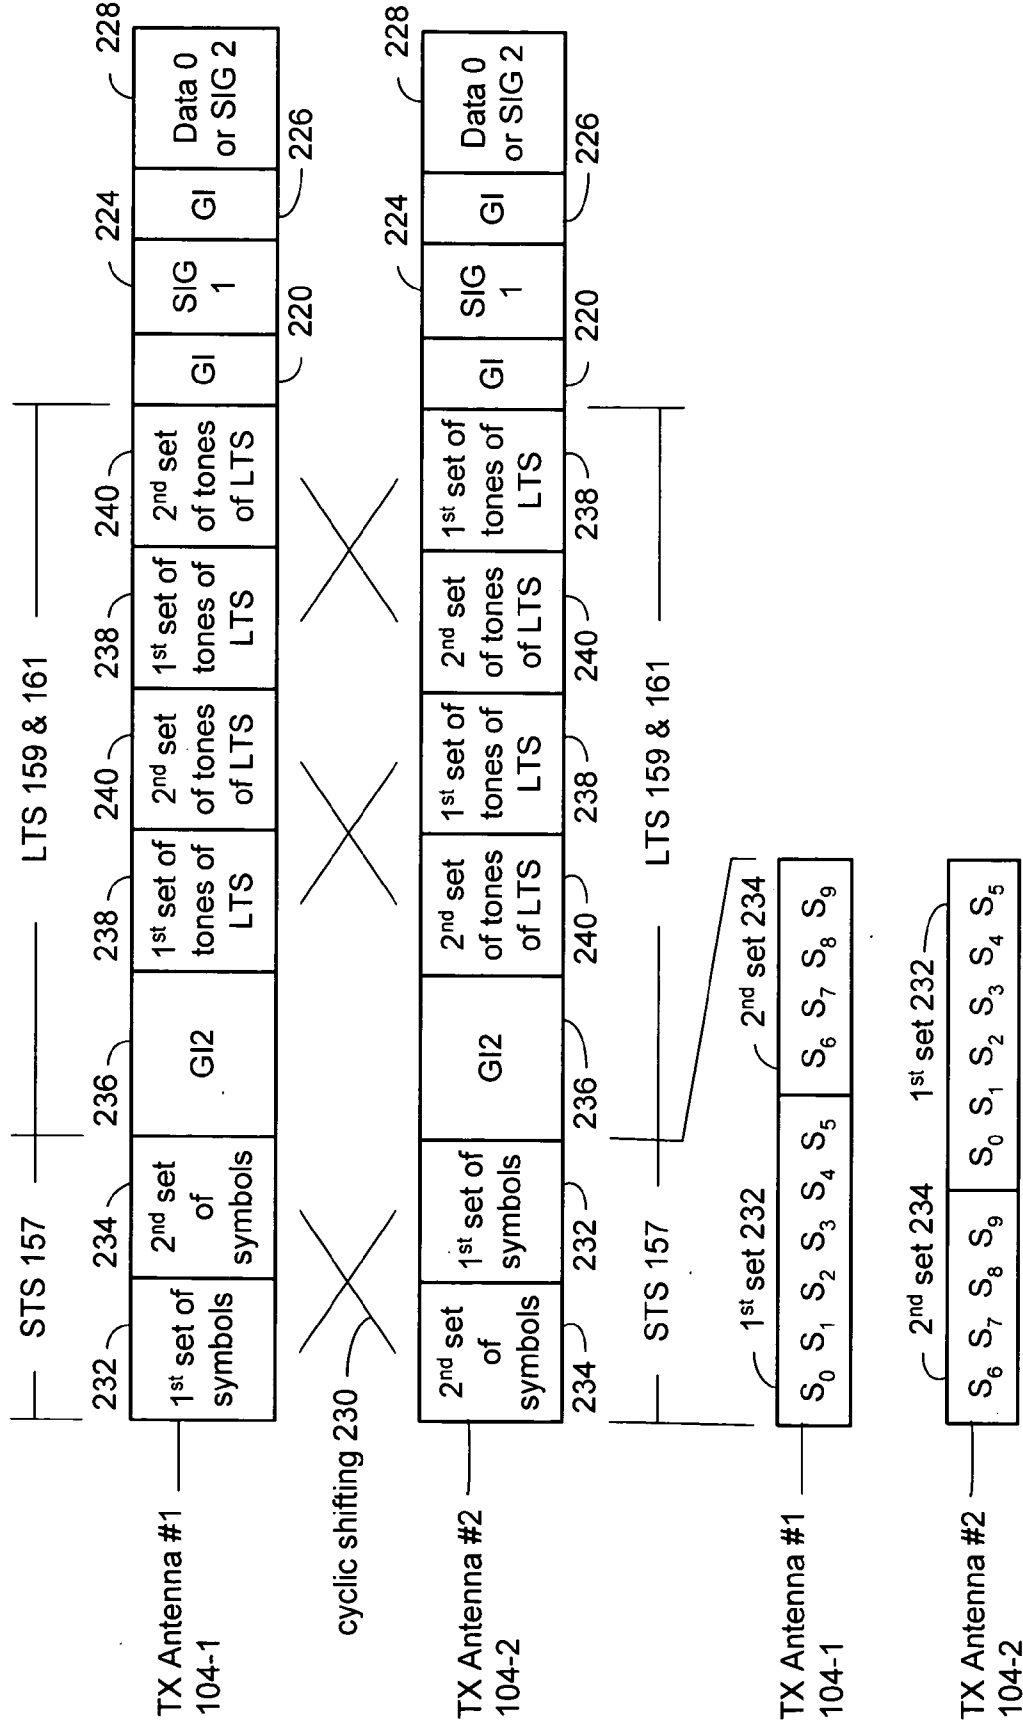 STS 157
LTS 159 & 161
232
234
236
238
240
238
240
224
228
TX Antenna #1
104-1
1st set of
symbols
2nd set
of
symbols
GI2
1st set of
tones of
LTS
2nd set
of tones
of LTS
1st set of
tones of
LTS
2nd set
of tones
of LTS
GI
SIG
1
GI
Data 0
or SIG 2
220
226
cyclic shifting 230
224
228
TX Antenna #2
104-2
2nd set
of
symbols
1st set of
symbols
GI2
2nd set
of tones
of LTS
1st set of
tones of
LTS
2nd set
of tones
of LTS
1st set of
tones of
LTS
GI
SIG
1
GI
Data 0
or SIG 2
234
232
236
240
238
240
238
220
226
STS 157
LTS 159 & 161
1st set 232
2nd set 234
TX Antenna #1
104-1
S0 S1 S2 S3 S4 S5
S6 S7 S8 S9
2nd set 234
1st set 232
TX Antenna #2
104-2
S6 S7 S8 S9
S0 S1 S2 S3 S4 S5